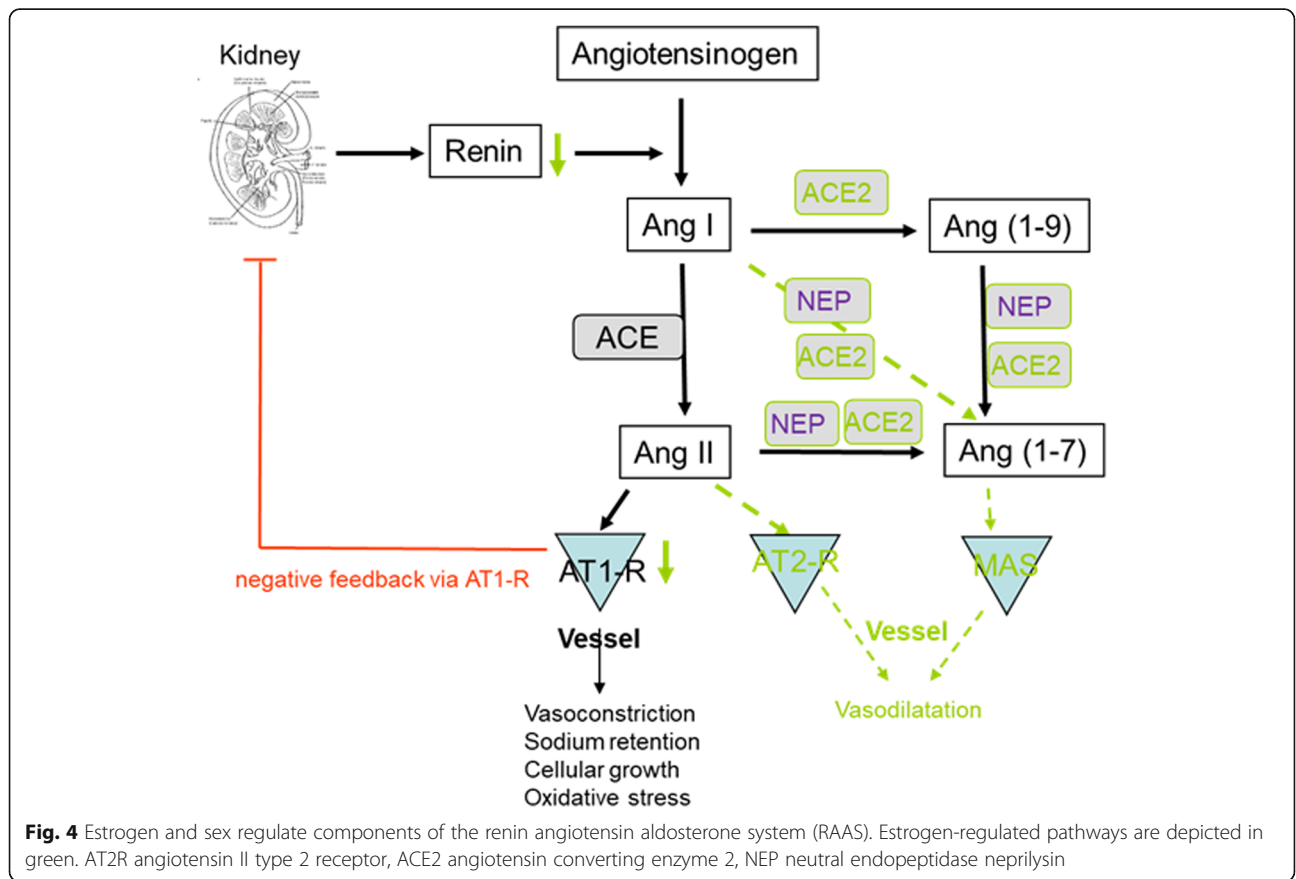 Kidney
Angiotensinogen
Renin
ACE2
Ang I
Ang (1-9)
NEP
NEP
ACE
ACE2
ACE2
NEP
ACE2
Ang II
Ang (1-7)
AT1-R
AT2-R
MAS
negative feedback via AT1-R
Vessel
Vessel
Vasodilatation
Vasoconstriction
Sodium retention
Cellular growth
Oxidative stress
Fig. 4 Estrogen and sex regulate components of the renin angiotensin aldosterone system (RAAS). Estrogen-regulated pathways are depicted in
green. AT2R angiotensin II type 2 receptor, ACE2 angiotensin converting enzyme 2, NEP neutral endopeptidase neprilysin